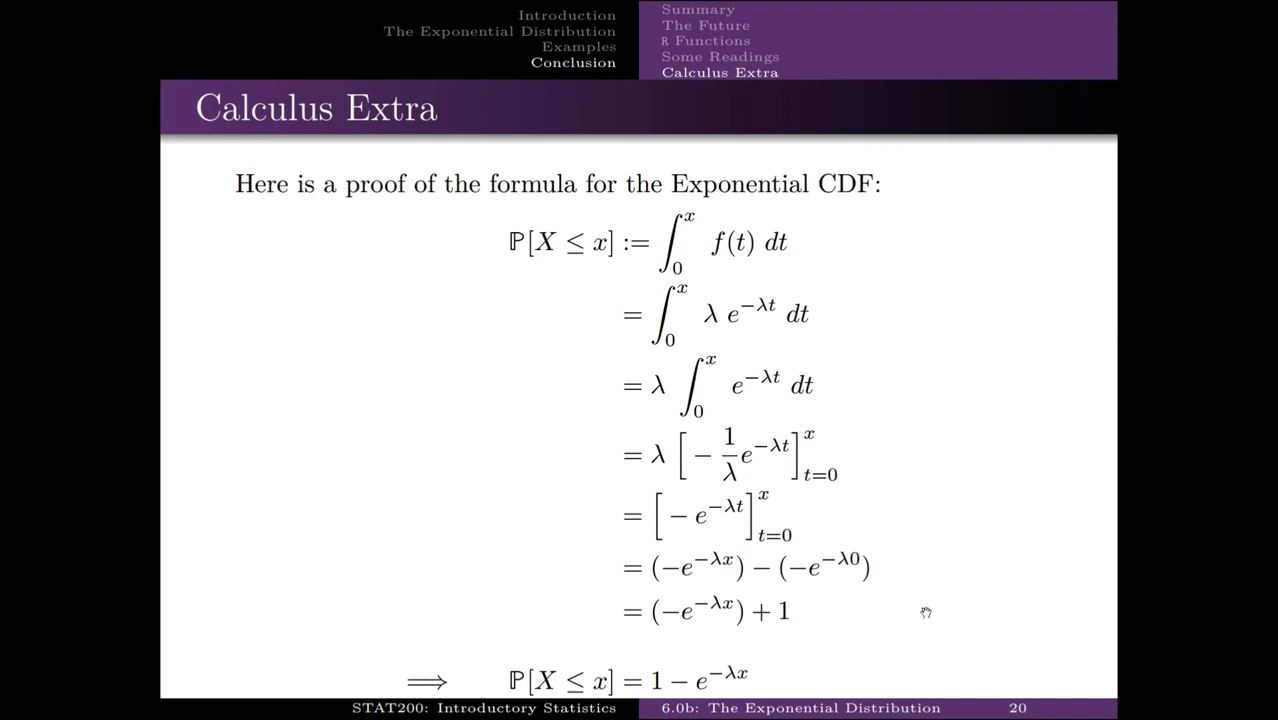 Introduction
The Exponential Distribution
Examples
Conclusion
Summary
The Future
R Functions
Some Readings
Calculus Extra
Calculus Extra
Here is a proof of the formula for the Exponential CDF:
ℙ[X ≤ x] := ∫₀ˣ f(t) dt
= ∫₀ˣ λ e^{−λt} dt
= λ ∫₀ˣ e^{−λt} dt
= λ [ − 1/λ e^{−λt} ]_{t=0}^{x}
= [ − e^{−λt} ]_{t=0}^{x}
= (−e^{−λx}) − (−e^{−λ0})
= (−e^{−λx}) + 1
⟹ ℙ[X ≤ x] = 1 − e^{−λx}
STAT200: Introductory Statistics
6.0b: The Exponential Distribution 20